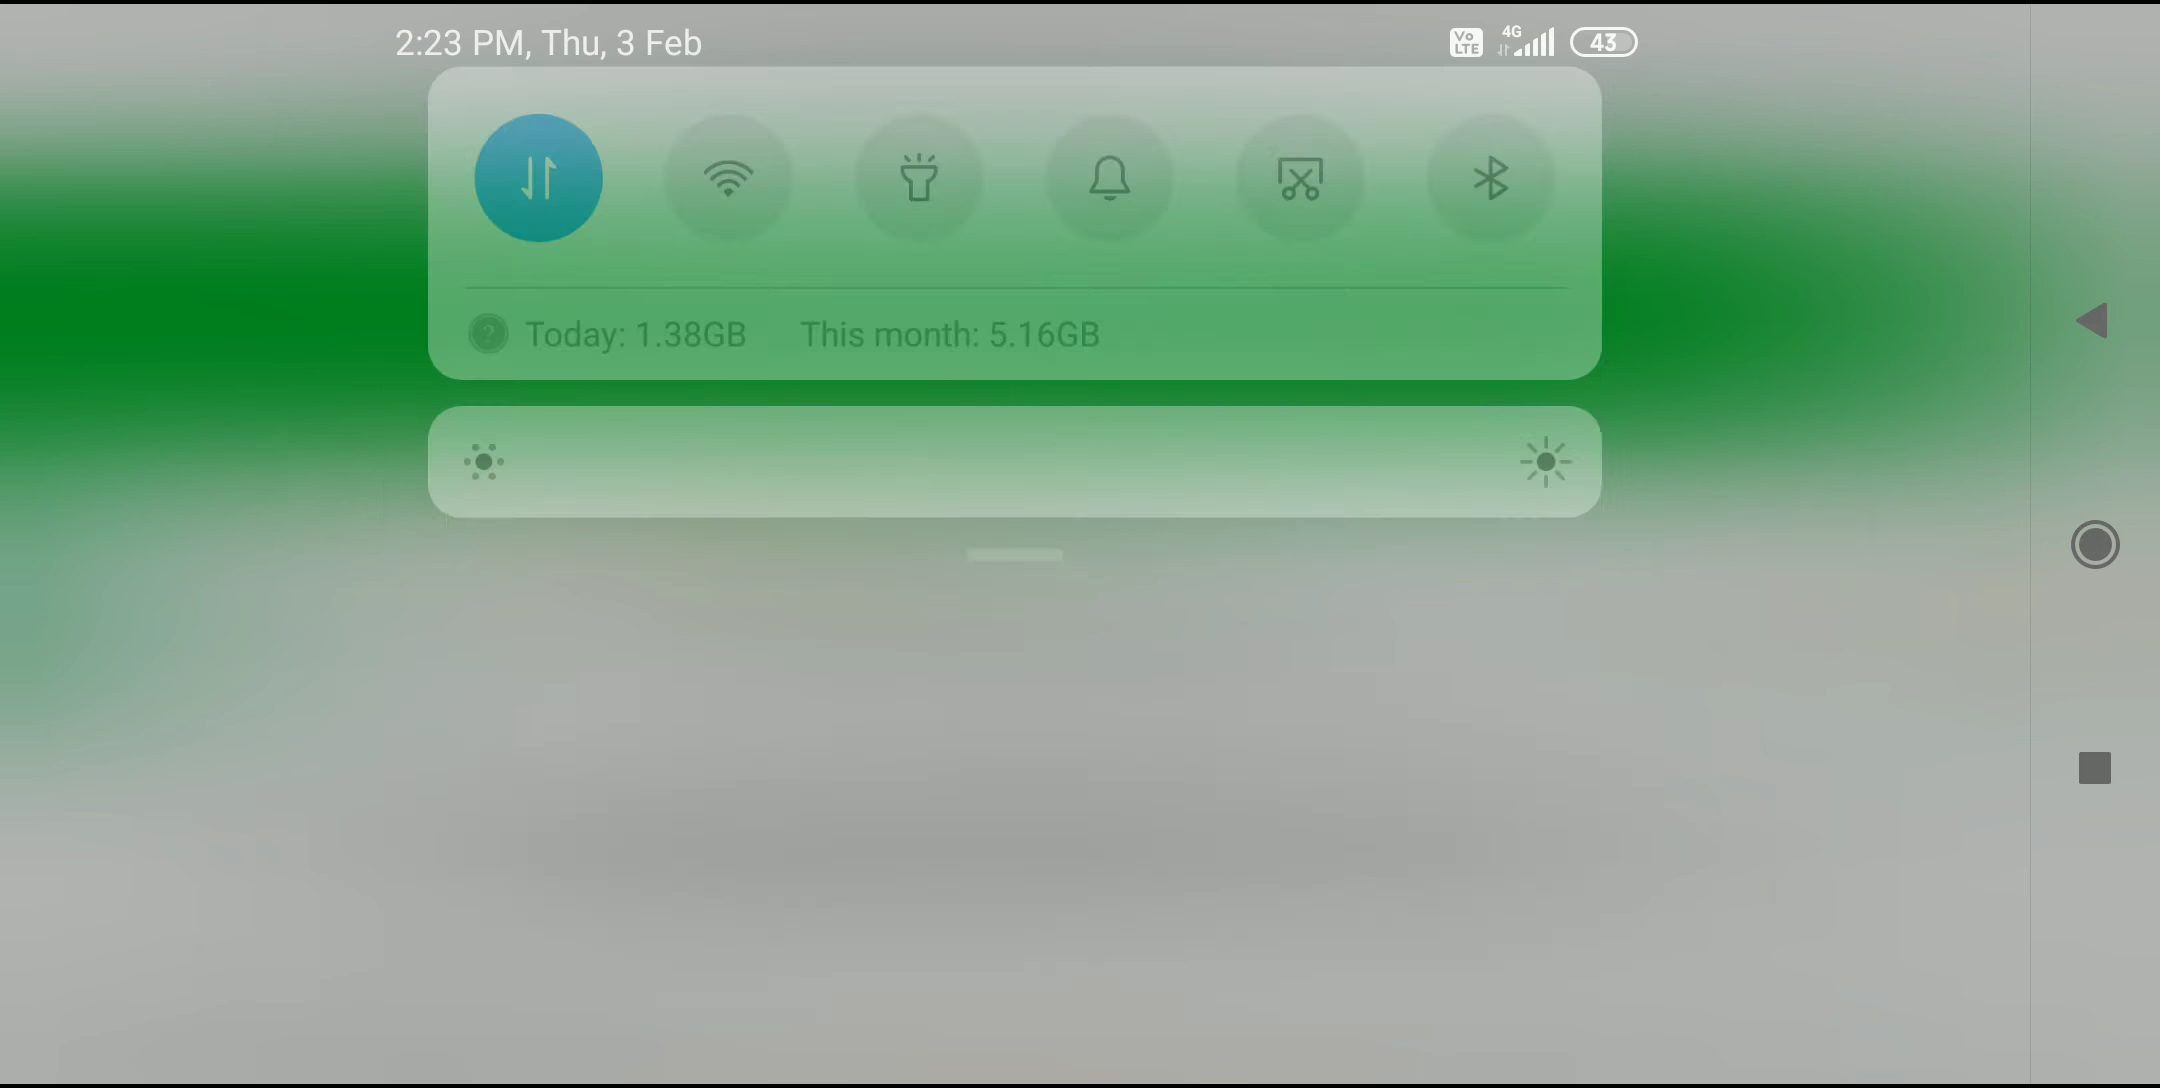 2:23 PM, Thu, 3 Feb
Vo LTE 4G 43
Today: 1.38GB This month: 5.16GB